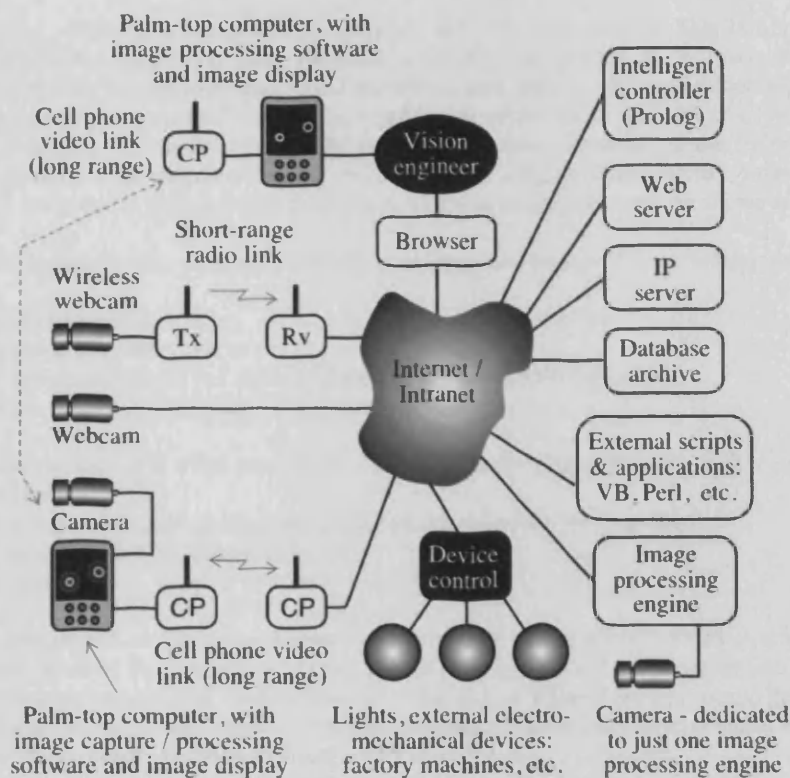 Palm-top computer, with
image processing software
and image display
Cell phone
video link
(long range)
CP
Vision
engineer
Browser
Intelligent
controller
(Prolog)
Web
server
IP
server
Database
archive
External scripts
& applications:
VB, Perl, etc.
Image
processing
engine
Short-range
radio link
Wireless
webcam
Tx
Rv
Internet /
Intranet
Webcam
Camera
CP
CP
Cell phone video
link (long range)
Device
control
Palm-top computer, with
image capture / processing
software and image display
Lights, external electro-
mechanical devices:
factory machines, etc.
Camera - dedicated
to just one image
processing engine